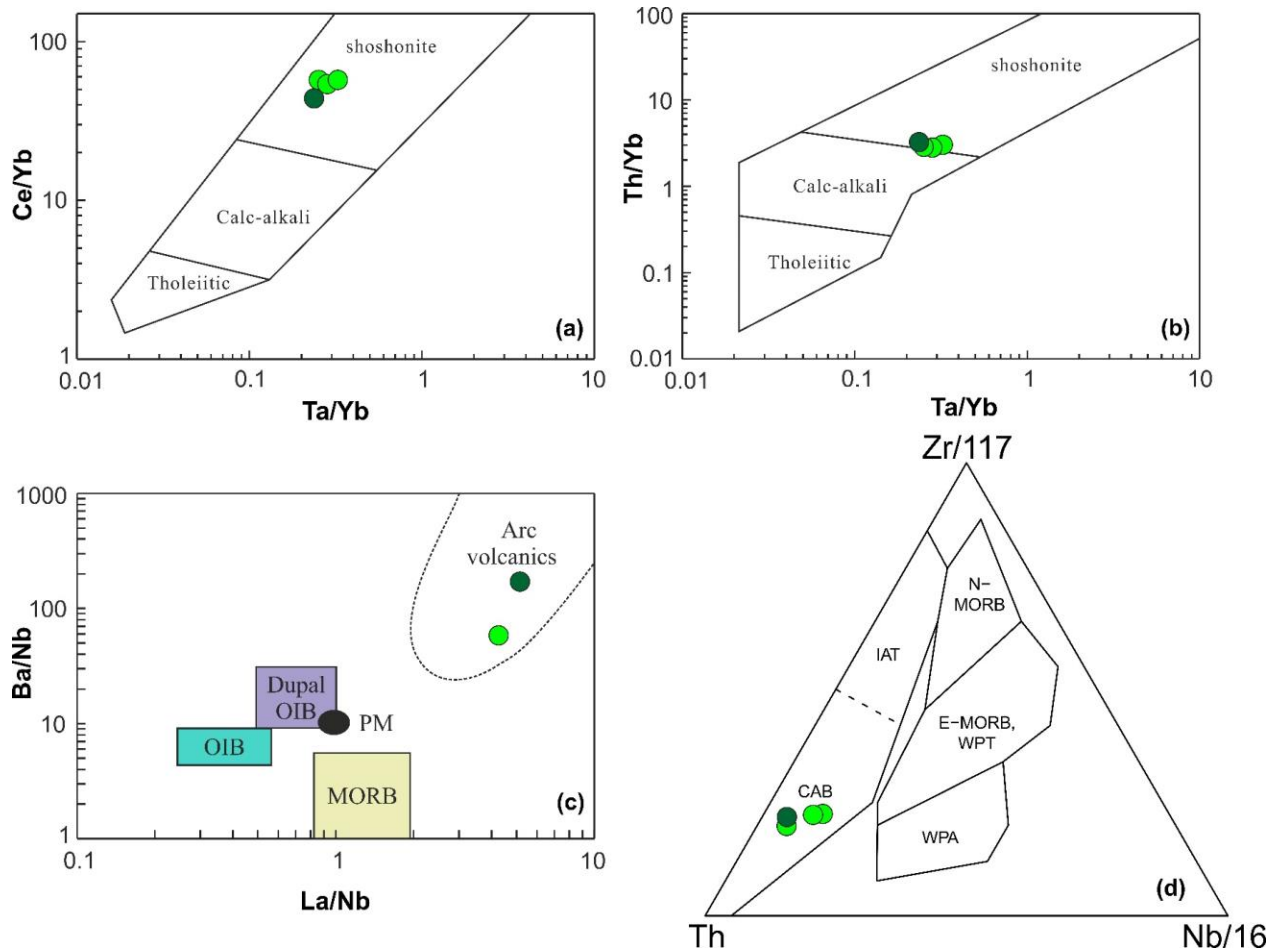 100
10
1
Ce/Yb
shoshonite
Calc-alkali
Tholeiitic
(a)
0.01
0.1
1
10
Ta/Yb
100
10
1
0.1
0.01
Th/Yb
shoshonite
Calc-alkali
Tholeiitic
(b)
0.01
0.1
1
10
Ta/Yb
1000
100
10
1
Ba/Nb
Arc
volcanics
Dupal
OIB
PM
OIB
MORB
(c)
0.1
1
10
La/Nb
Zr/117
N-
MORB
IAT
E-MORB,
WPT
CAB
WPA
(d)
Th
Nb/16